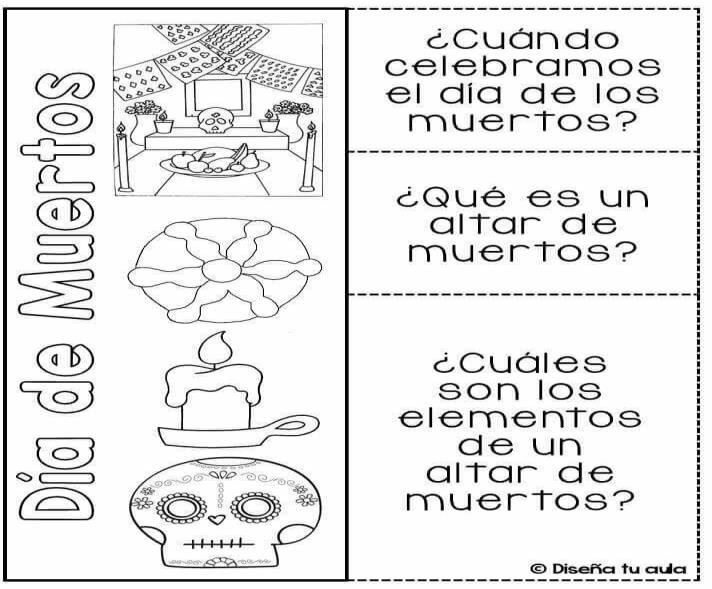 Día de Muertos
¿Cuándo
celebramos
el día de los
muertos?
¿Qué es un
altar de
muertos?
¿Cuáles
son los
elementos
de un
altar de
muertos?
© Diseña tu aula